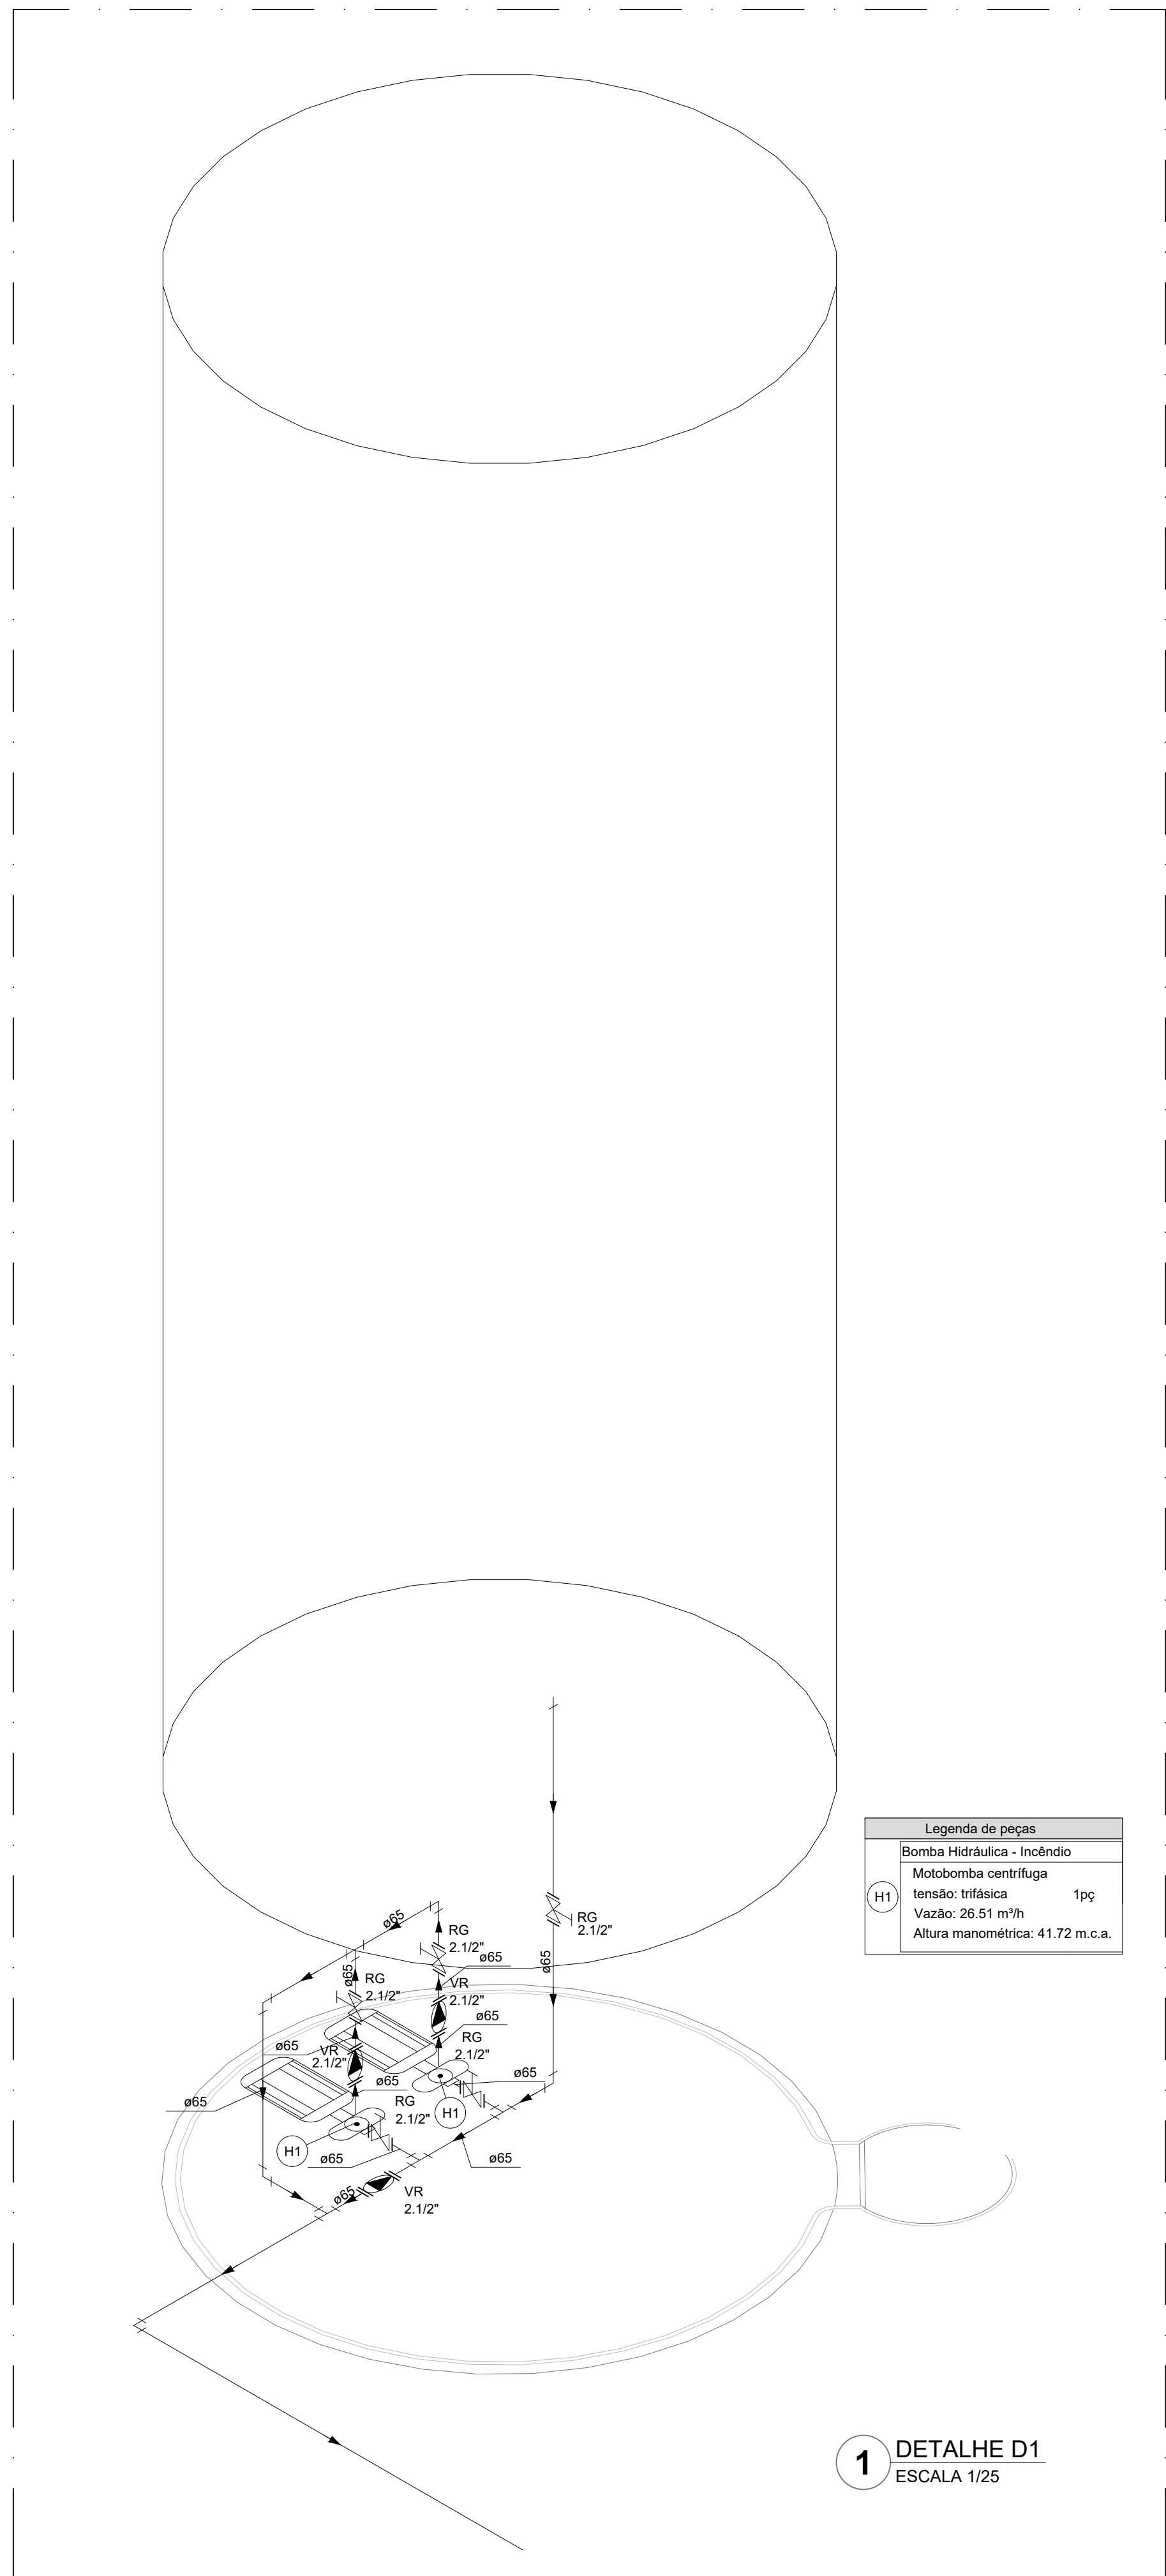 Legenda de peças
Bomba Hidráulica - Incêndio
H1
Motobomba centrífuga
tensão: trifásica 1pç
Vazão: 26.51 m³/h
Altura manométrica: 41.72 m.c.a.
ø65
RG
2.1/2"
RG
2.1/2"
ø65
ø65
ø65
RG
2.1/2"
VR
2.1/2"
ø65
RG
2.1/2"
ø65
VR
2.1/2"
ø65
ø65
ø65
RG
2.1/2"
H1
H1
ø65
ø65
ø65
VR
2.1/2"
1
DETALHE D1
ESCALA 1/25